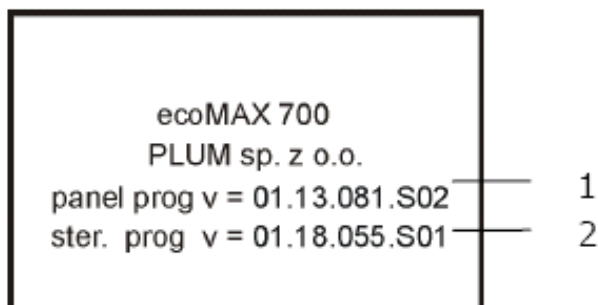 ecoMAX 700
PLUM sp. z o.o.
panel prog v = 01.13.081.S02
1
ster. prog v = 01.18.055.S01
2